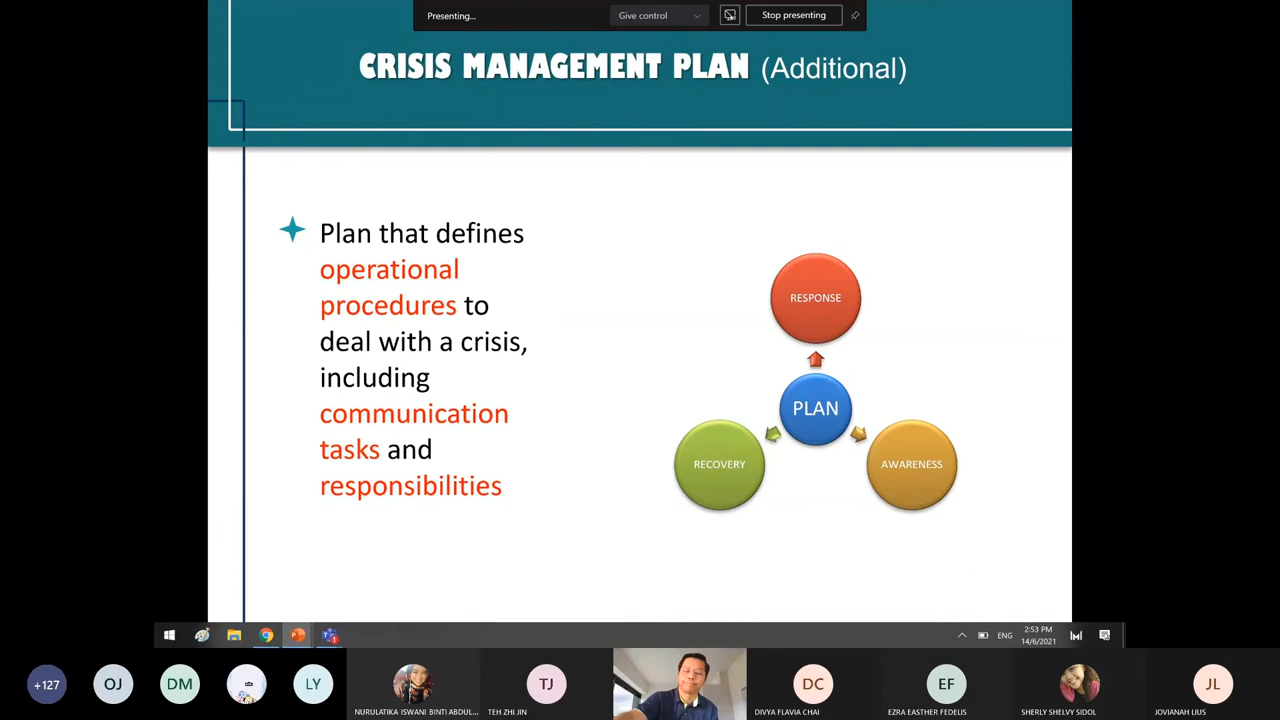 Presenting...
Give control
Stop presenting
CRISIS MANAGEMENT PLAN (Additional)
Plan that defines
operational
procedures to
deal with a crisis,
including
communication
tasks and
responsibilities
RESPONSE
PLAN
RECOVERY
AWARENESS
ENG
2:53 PM
14/6/2021
+127
OJ
DM
LY
NURULATIKA ISWANI BINTI ABDUL...
TJ
TEH ZHI JIN
DC
DIVYA FLAVIA CHAI
EF
EZRA EASTHER FEDELIS
SHERLY SHELVY SIDOL
JL
JOVIANAH LIUS